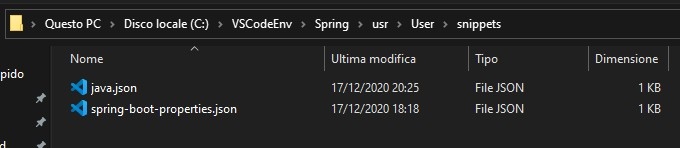 Questo PC > Disco locale (C:) > VSCodeEnv > Spring > usr > User > snippets
Nome Ultima modifica Tipo Dimensione
pido
java.json 17/12/2020 20:25 File JSON 1 KB
spring-boot-properties.json 17/12/2020 18:18 File JSON 1 KB
d